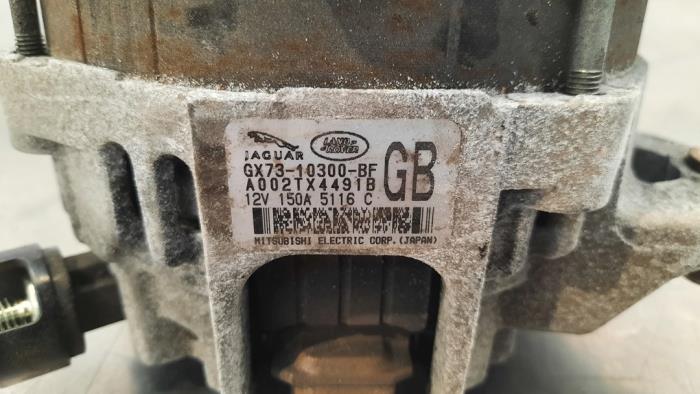 JAGUAR
LAND ROVER
GX73-10300-BF
A002TX4491B
GB
12V 150A 5116 C
MITSUBISHI ELECTRIC CORP.(JAPAN)